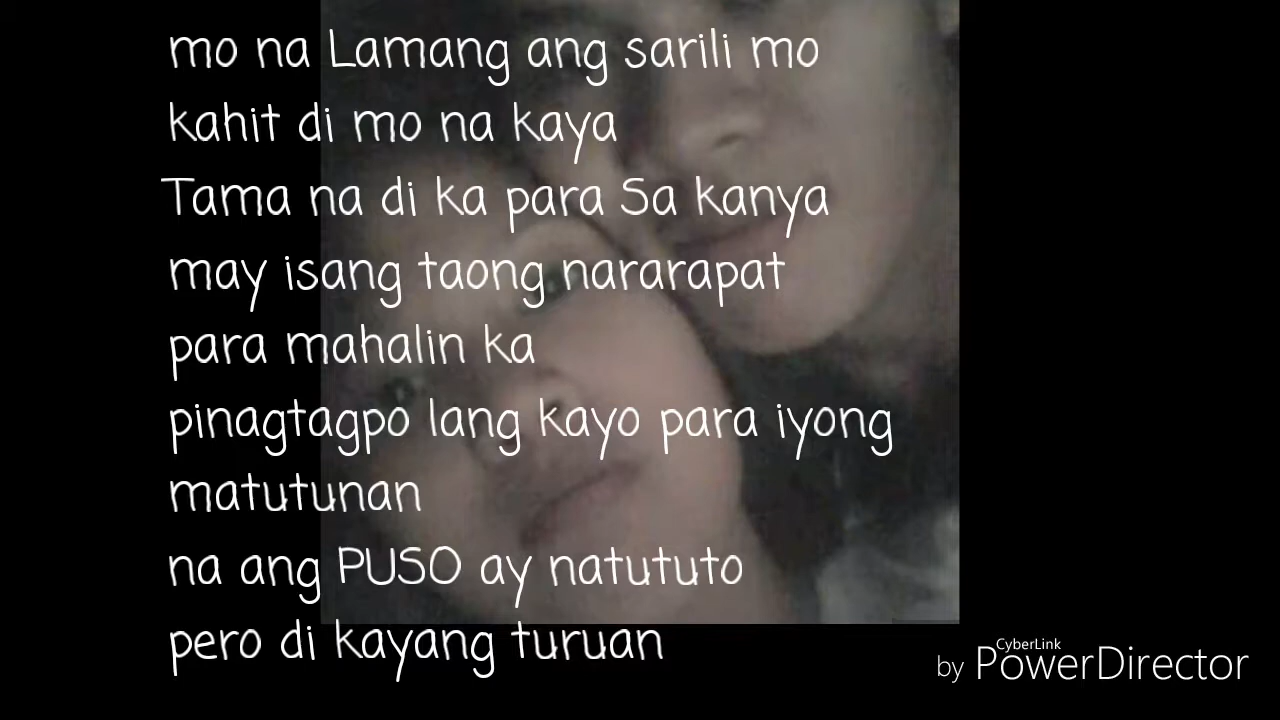 mo na Lamang ang sarili mo
kahit di mo na kaya
Tama na di ka para Sa kanya
may isang taong nararapat
para mahalin ka
pinagtagpo lang kayo para iyong
matutunan
na ang PUSO ay natututo
pero di kayang turuan
by CyberLink PowerDirector